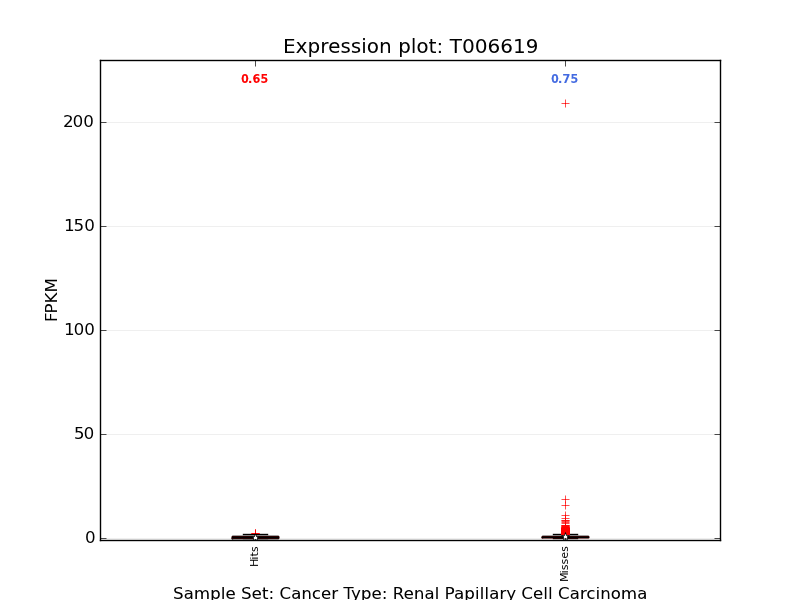 Expression plot: T006619
0.65
0.75
200
150
100
50
0
FPKM
Hits
Misses
Sample Set: Cancer Type: Renal Papillary Cell Carcinoma